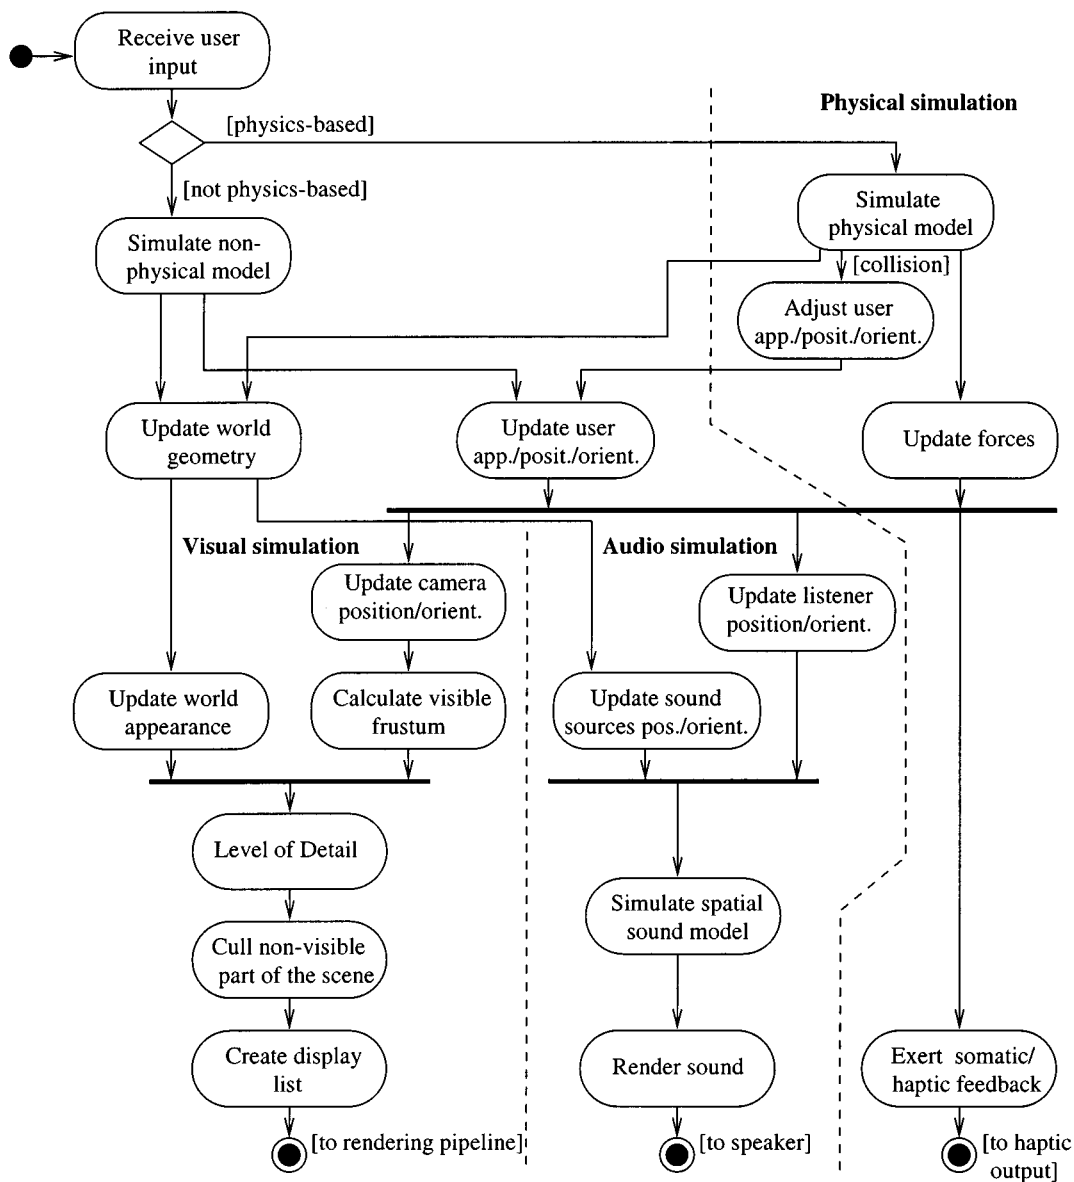 Receive user
input
Physical simulation
[physics-based]
[not physics-based]
Simulate
physical model
Simulate non-
physical model
[collision]
Adjust user
app./posit./orient.
Update world
geometry
Update user
app./posit./orient.
Update forces
Visual simulation
Audio simulation
Update camera
position/orient.
Update listener
position/orient.
Update world
appearance
Calculate visible
frustum
Update sound
sources pos./orient.
Level of Detail
Simulate spatial
sound model
Cull non-visible
part of the scene
Create display
list
Render sound
Exert somatic/
haptic feedback
[to rendering pipeline]
[to speaker]
[to haptic
output]